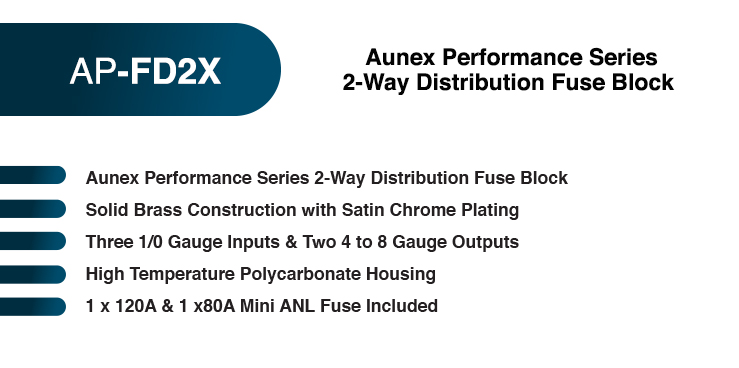 AP-FD2X
Aunex Performance Series
2-Way Distribution Fuse Block
Aunex Performance Series 2-Way Distribution Fuse Block
Solid Brass Construction with Satin Chrome Plating
Three 1/0 Gauge Inputs & Two 4 to 8 Gauge Outputs
High Temperature Polycarbonate Housing
1 x 120A & 1 x80A Mini ANL Fuse Included